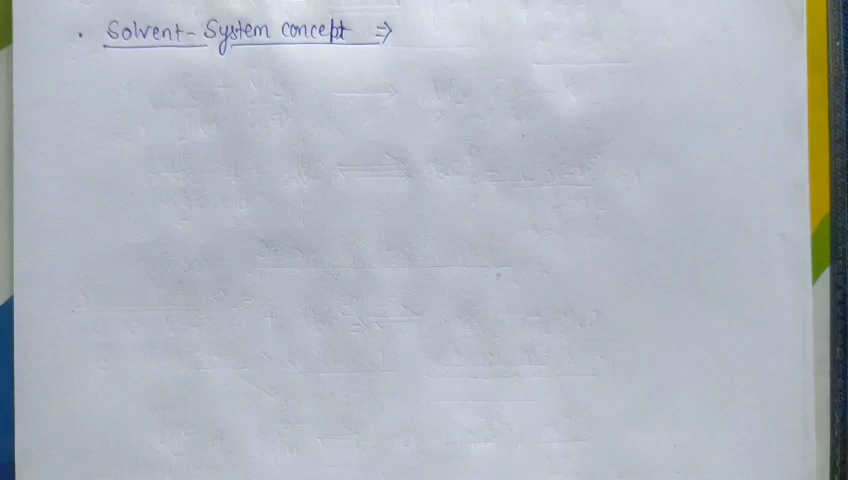 . Solvent-System concept ⇒